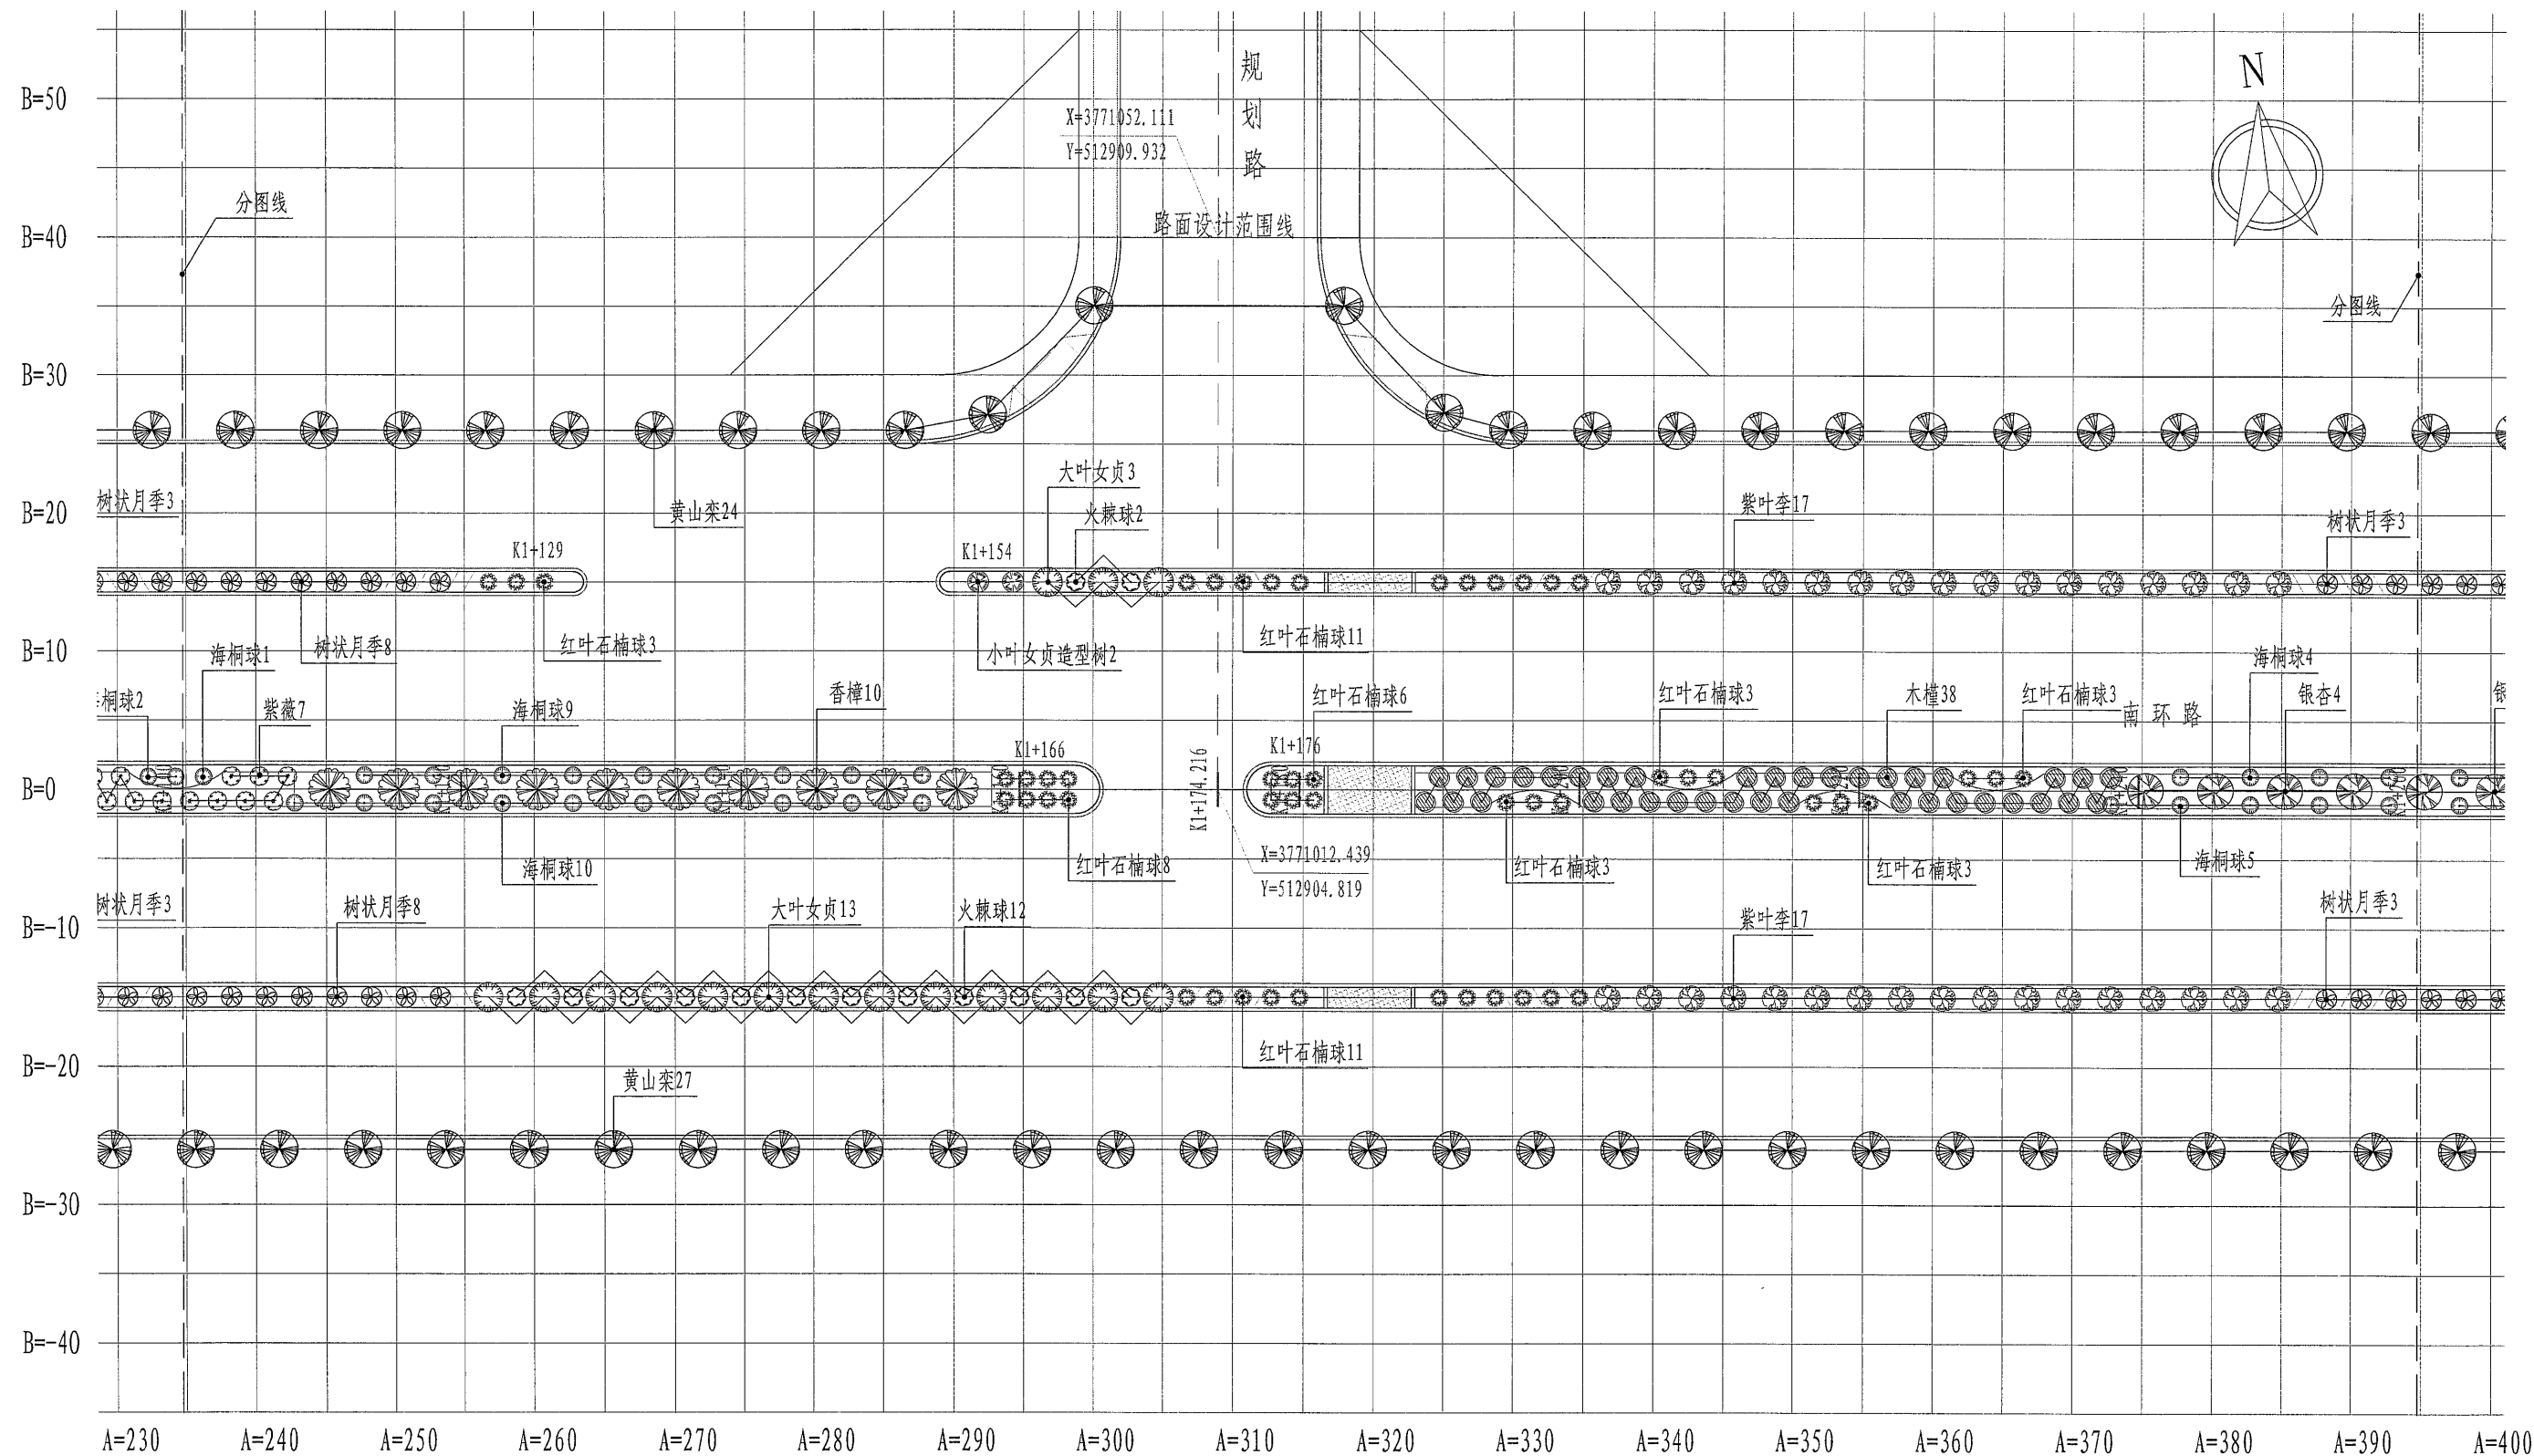 规
划
路
N
B=50
X=3771052.111
Y=512909.932
分图线
路面设计范围线
B=40
分图线
B=30
大叶女贞3
树状月季3
B=20
黄山栾24
火棘球2
紫叶李17
树状月季3
K1+129
K1+154
B=10
海桐球1
树状月季8
红叶石楠球3
小叶女贞造型树2
红叶石楠球11
海桐球4
桐球2
紫薇7
海桐球9
香樟10
红叶石楠球6
红叶石楠球3
木槿38
红叶石楠球3
南环路
银杏4
银
K1+166
K1+176
B=0
K1+174.216
海桐球10
红叶石楠球8
X=3771012.439
Y=512904.819
红叶石楠球3
红叶石楠球3
海桐球5
树状月季3
树状月季8
大叶女贞13
火棘球12
紫叶李17
树状月季3
B=-10
红叶石楠球11
B=-20
黄山栾27
B=-30
B=-40
A=230 A=240 A=250 A=260 A=270 A=280 A=290 A=300 A=310 A=320 A=330 A=340 A=350 A=360 A=370 A=380 A=390 A=400